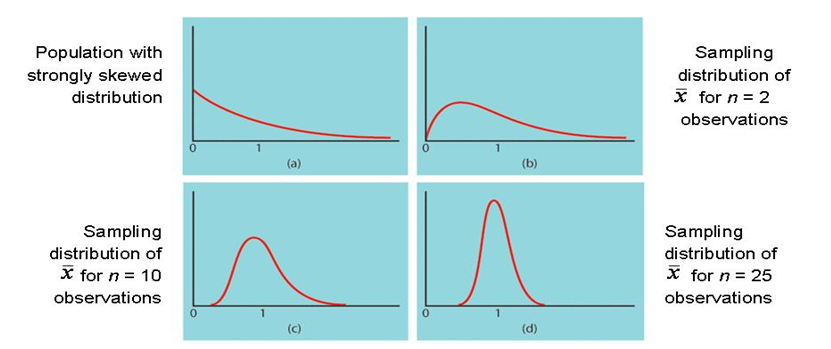 Population with
strongly skewed
distribution
0
1
(a)
0
1
(b)
Sampling
distribution of
x̄ for n = 2
observations
Sampling
distribution of
x̄ for n = 10
observations
0
1
(c)
0
1
(d)
Sampling
distribution of
x̄ for n = 25
observations